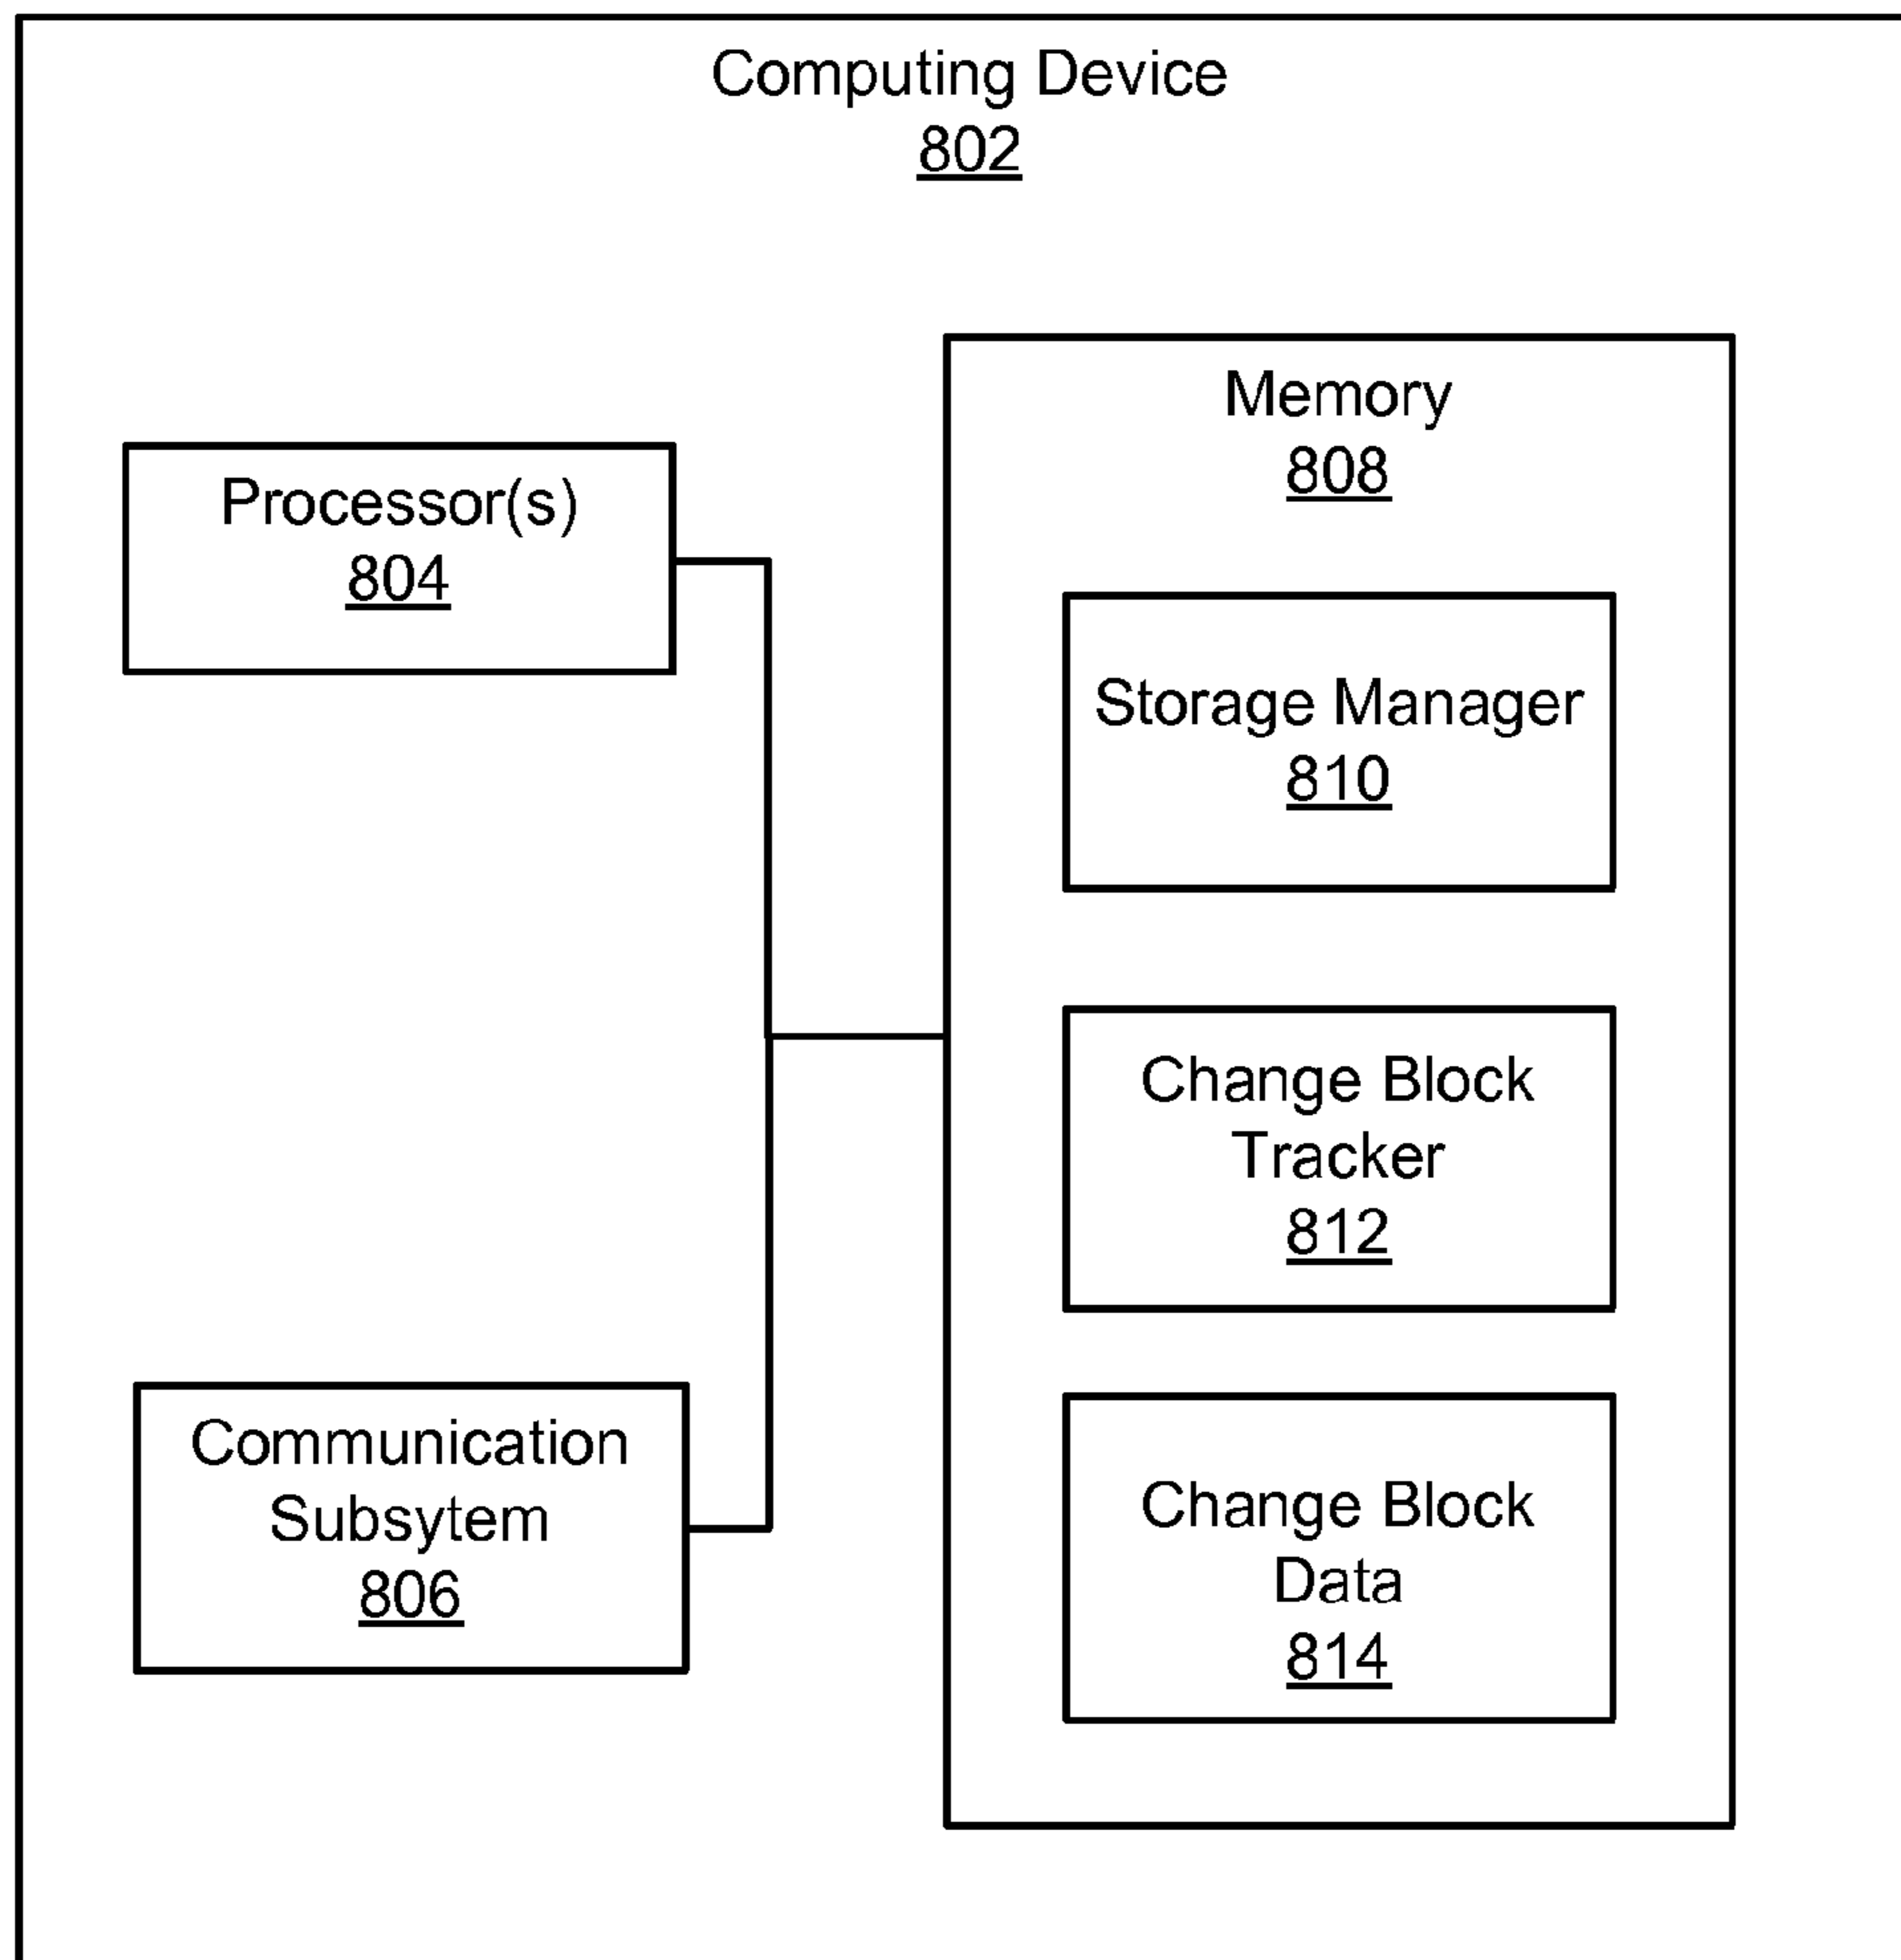 Computing Device
802
Processor(s)
804
Communication
Subsytem
806
Memory
808
Storage Manager
810
Change Block
Tracker
812
Change Block
Data
814